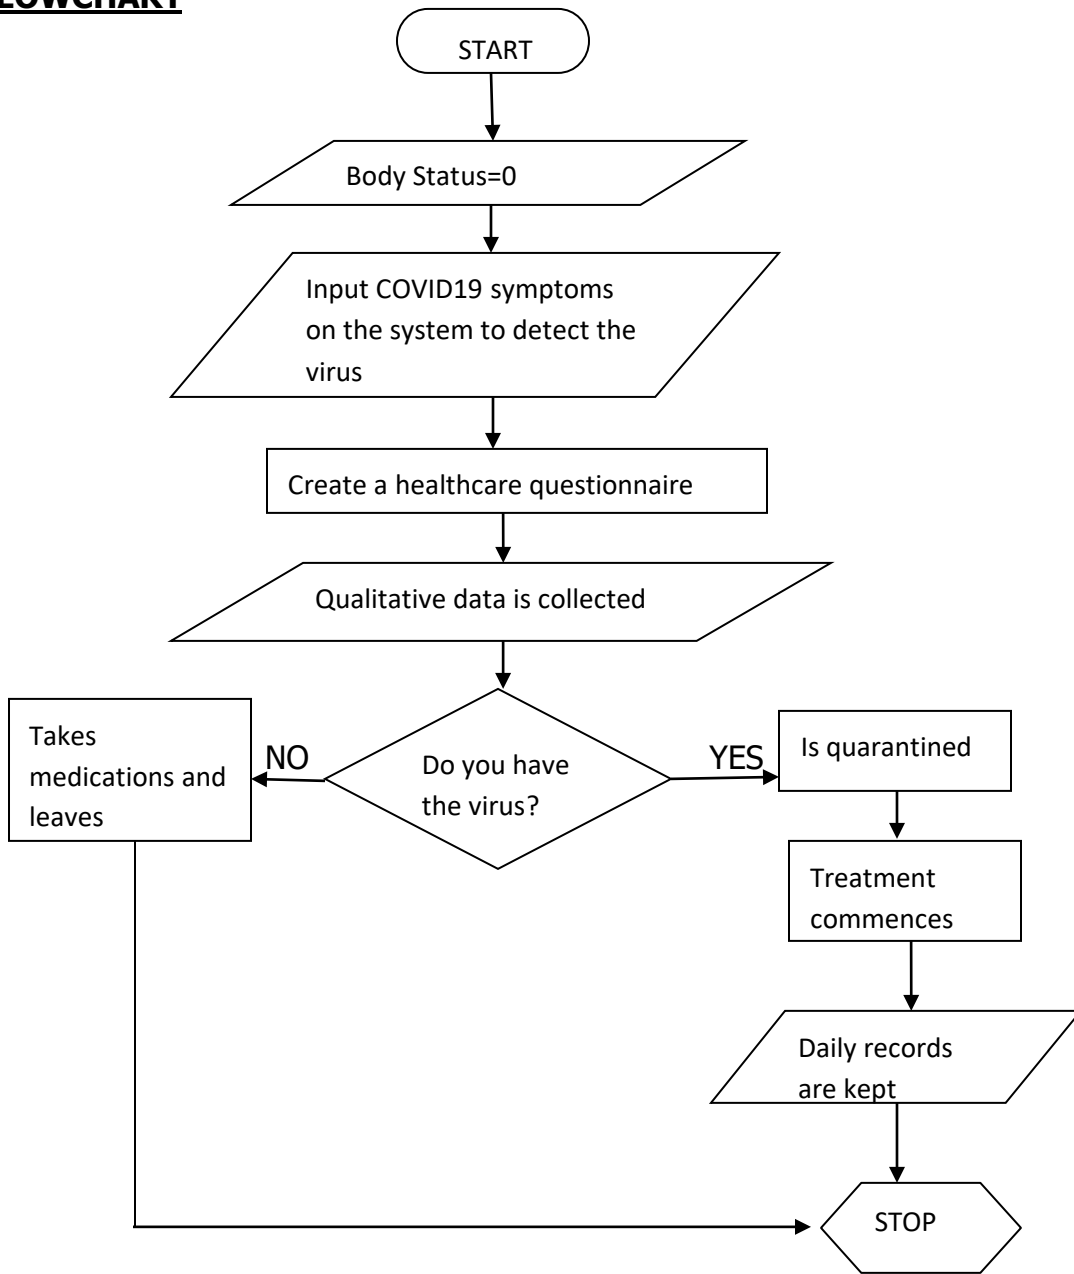 LOWCHART
START
Body Status=0
Input COVID19 symptoms
on the system to detect the
virus
Create a healthcare questionnaire
Qualitative data is collected
Do you have
the virus?
NO
Takes
medications and
leaves
YES
Is quarantined
Treatment
commences
Daily records
are kept
STOP